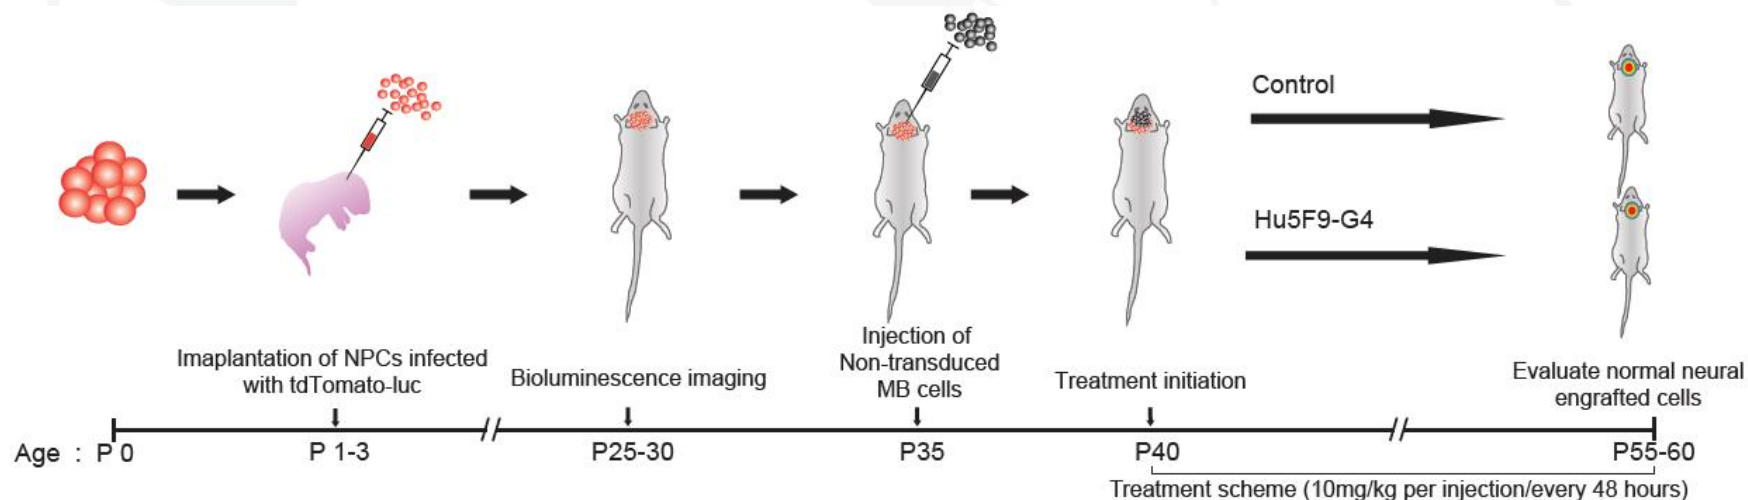 Control
Hu5F9-G4
Imaplantation of NPCs infected
with tdTomato-luc
Bioluminescence imaging
Injection of
Non-transduced
MB cells
Treatment initiation
Evaluate normal neural
engrafted cells
Age : P 0 P 1-3 P25-30 P35 P40 P55-60
Treatment scheme (10mg/kg per injection/every 48 hours)